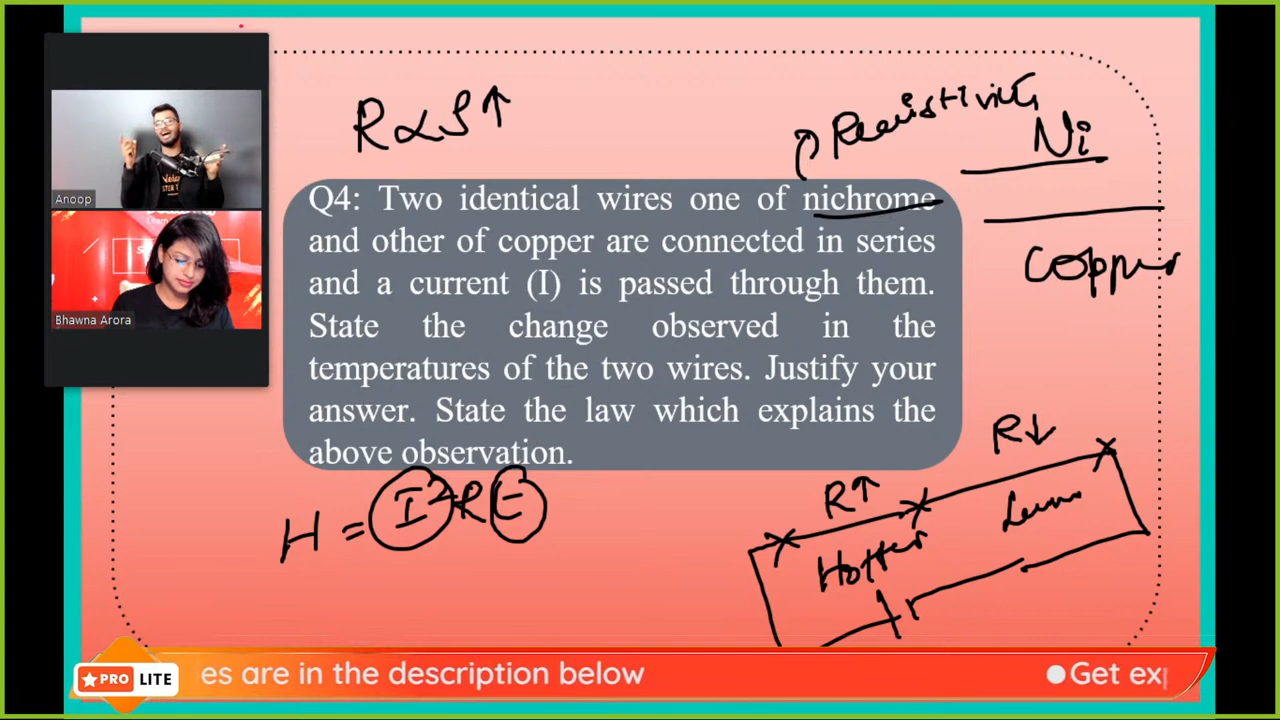 R∝ρ↑
↑ Resistivity
Ni
Anoop
Q4: Two identical wires one of nichrome
and other of copper are connected in series
and a current (I) is passed through them.
State the change observed in the
temperatures of the two wires. Justify your
answer. State the law which explains the
above observation.
Copper
Bhawna Arora
R↓
R↑
H = I²Rt
Hotter
PRO LITE
es are in the description below
Get exp